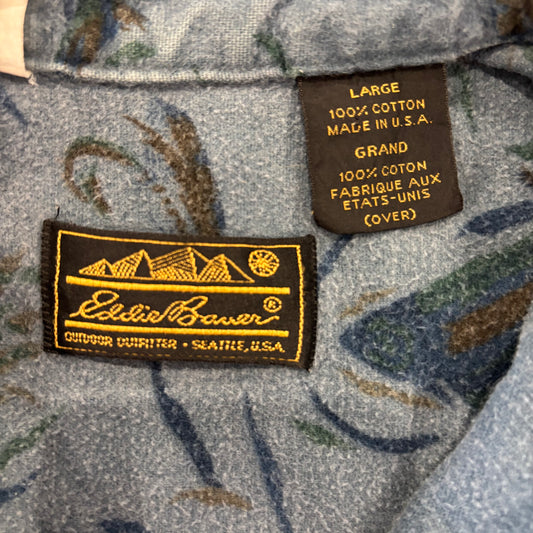 LARGE
100% COTTON
MADE IN U.S.A.
GRAND
100% COTON
FABRIQUE AUX
ETATS-UNIS
(OVER)
Eddie Bauer ®
OUTDOOR OUTFITTER • SEATTLE, U.S.A.